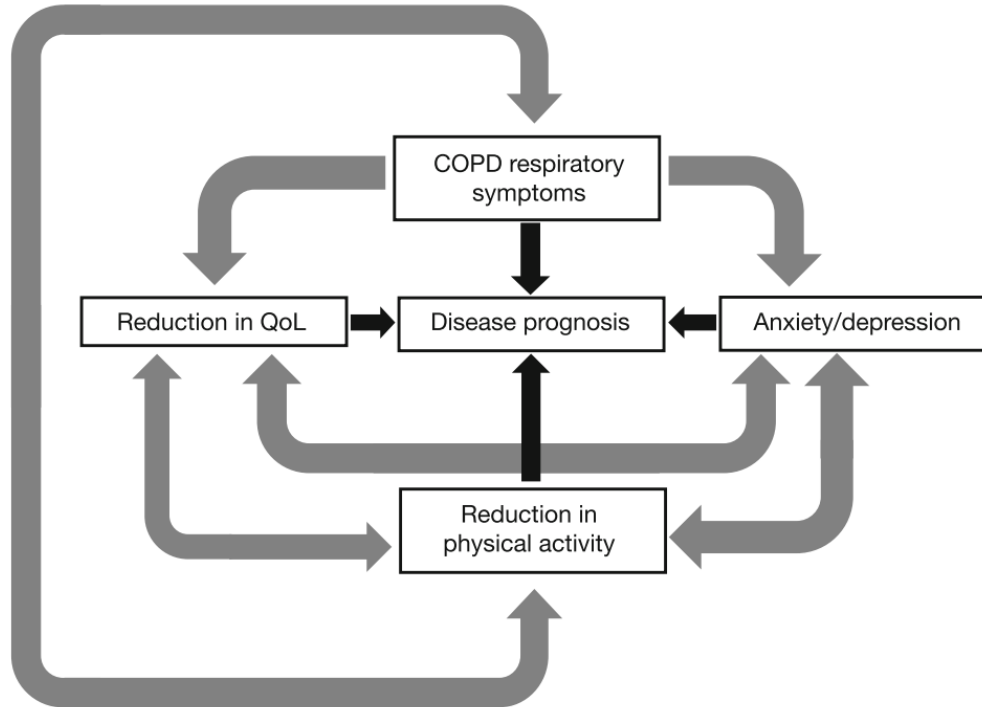 COPD respiratory
symptoms
Reduction in QoL
Disease prognosis
Anxiety/depression
Reduction in
physical activity